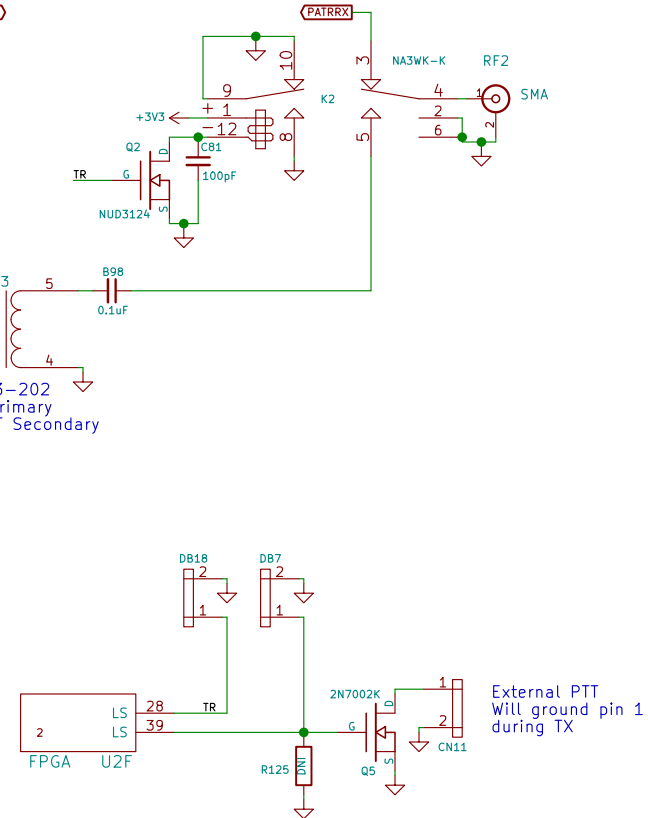 PATRRX
10
3
NA3WK-K
RF2
9
K2
4
1
SMA
+
+3V3
1
2
-
12
8
5
6
2
Q2
D
C81
TR
G
100pF
S
NUD3124
3
5
B98
0.1uF
4
3-202
rimary
T Secondary
DB18
DB7
2
2
1
1
2N7002K
1
External PTT
Will ground pin 1
during TX
D
LS
28
TR
2
LS
39
G
2
FPGA
U2F
CN11
R125
DNI
S
Q5